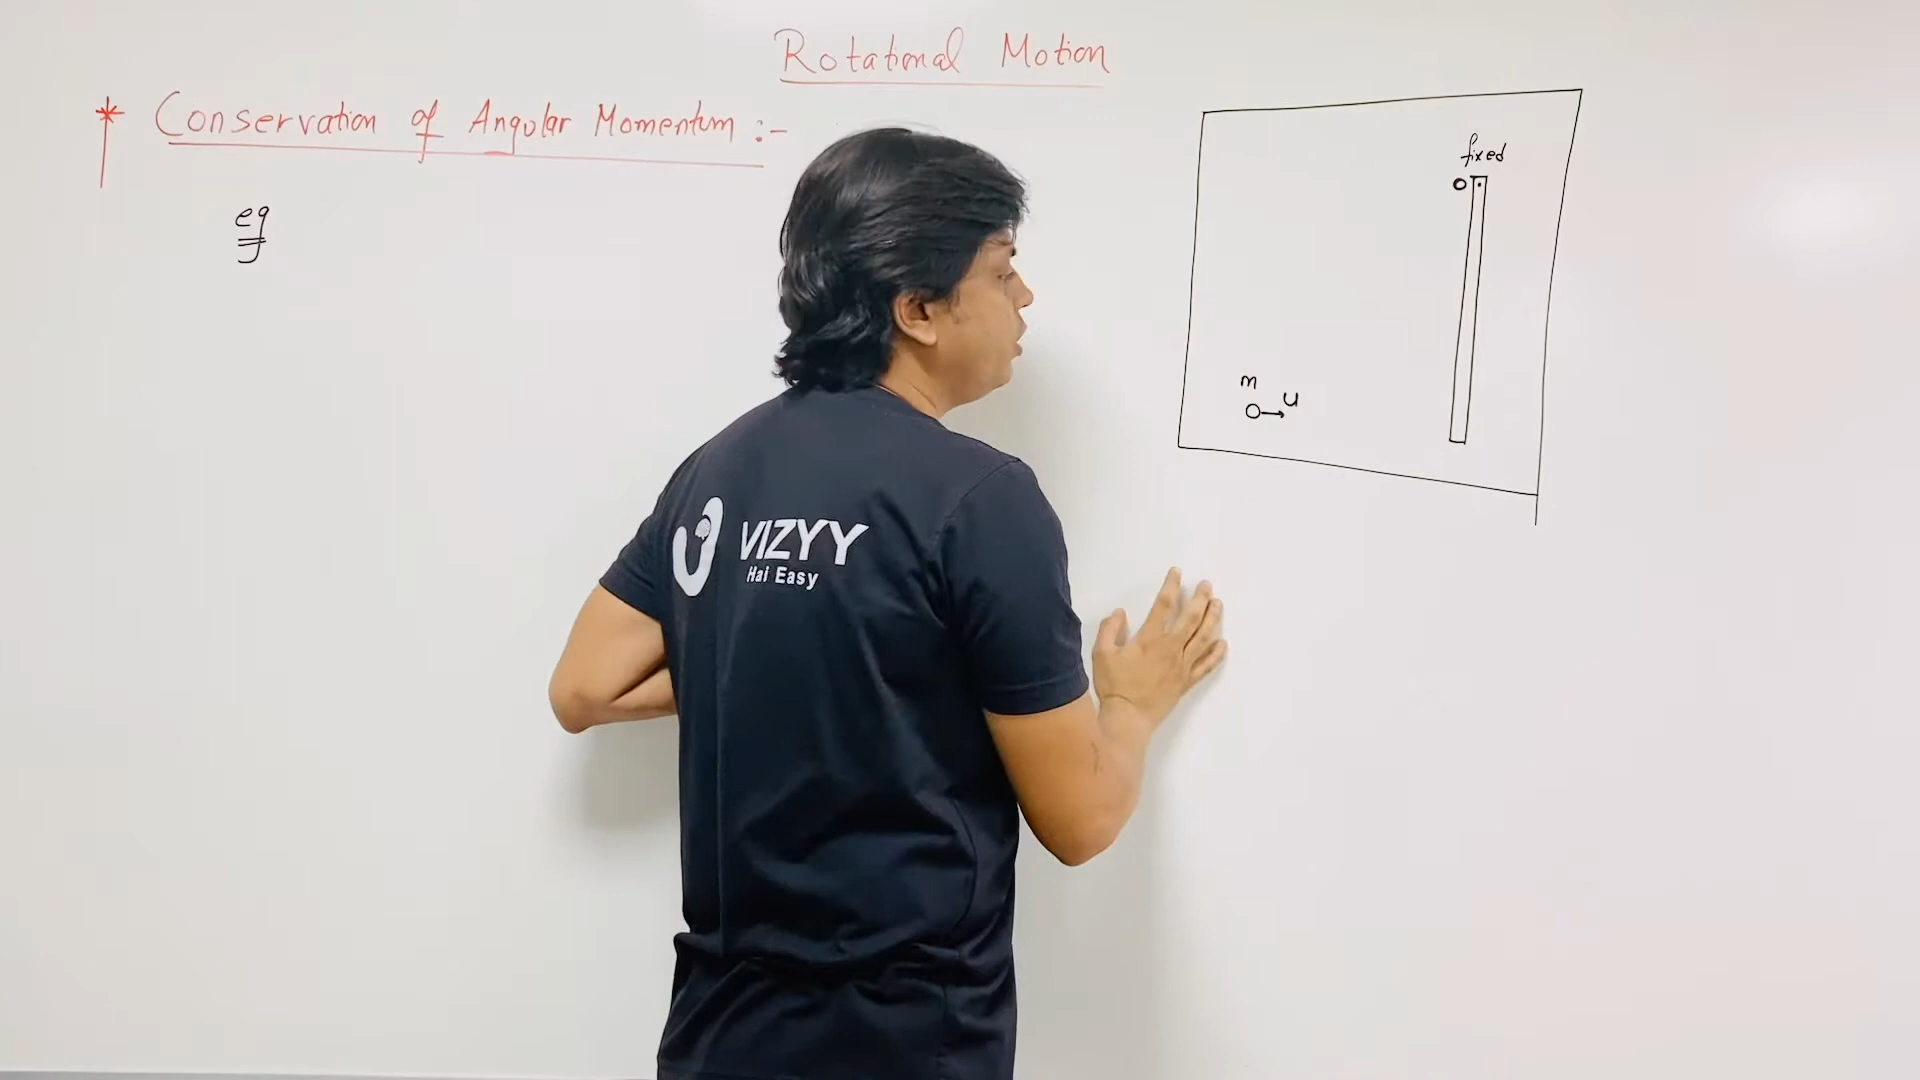 Rotational Motion
* Conservation of Angular Momentum :-
eg
fixed
O
m
u
VIZYY
Hai Easy